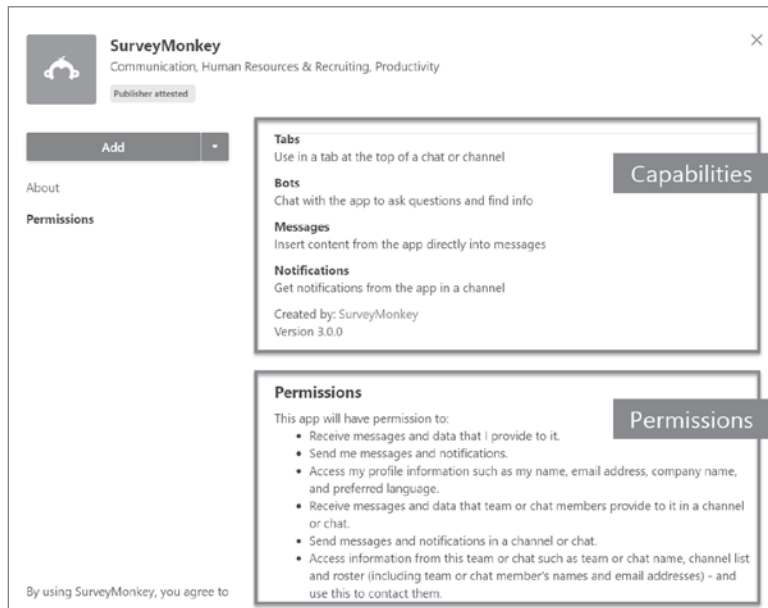 SurveyMonkey
Communication, Human Resources & Recruiting, Productivity
Publisher attested
Add
About
Permissions
Tabs
Use in a tab at the top of a chat or channel
Bots
Chat with the app to ask questions and find info
Messages
Insert content from the app directly into messages
Notifications
Get notifications from the app in a channel
Created by: SurveyMonkey
Version 3.0.0
Capabilities
Permissions
This app will have permission to:
• Receive messages and data that I provide to it.
• Send me messages and notifications.
• Access my profile information such as my name, email address, company name,
and preferred language.
• Receive messages and data that team or chat members provide to it in a channel
or chat.
• Send messages and notifications in a channel or chat.
• Access information from this team or chat such as team or chat name, channel list
and roster (including team or chat member's names and email addresses) - and
use this to contact them.
Permissions
By using SurveyMonkey, you agree to